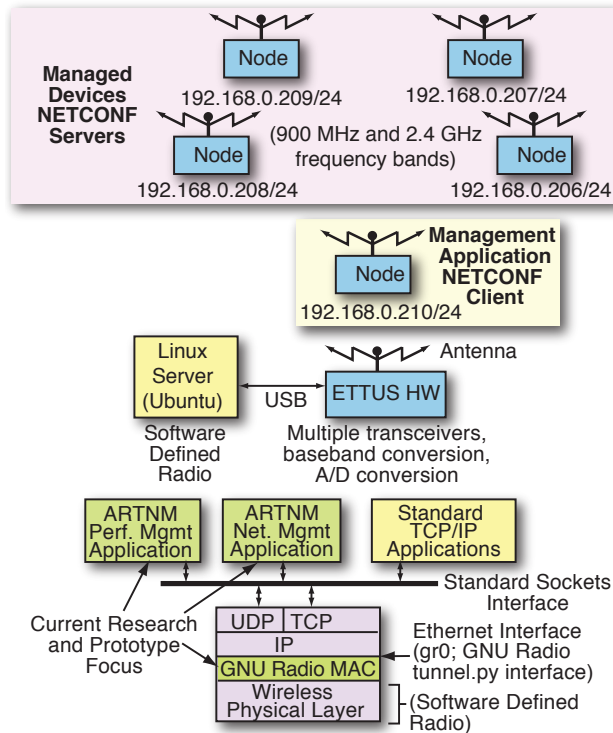 Node
Node
Managed
Devices
NETCONF
Servers
192.168.0.209/24
192.168.0.207/24
Node
(900 MHz and 2.4 GHz
frequency bands)
Node
192.168.0.208/24
192.168.0.206/24
Management
Application
NETCONF
Client
Node
192.168.0.210/24
Linux
Server
(Ubuntu)
USB
Antenna
ETTUS HW
Software
Defined
Radio
Multiple transceivers,
baseband conversion,
A/D conversion
ARTNM
Perf. Mgmt
Application
ARTNM
Net. Mgmt
Application
Standard
TCP/IP
Applications
Standard Sockets
Interface
Current Research
and Prototype
Focus
UDP
TCP
IP
GNU Radio MAC
Wireless
Physical Layer
Ethernet Interface
(gr0; GNU Radio
tunnel.py interface)
(Software Defined
Radio)